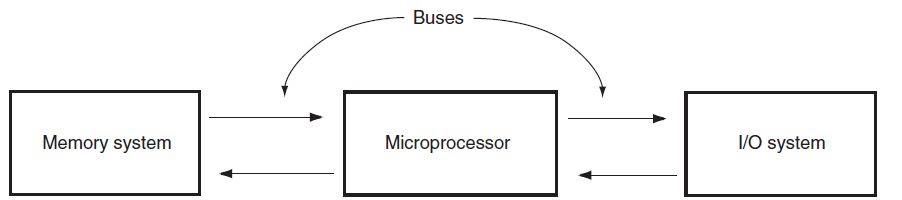 Buses
Memory system
Microprocessor
I/O system